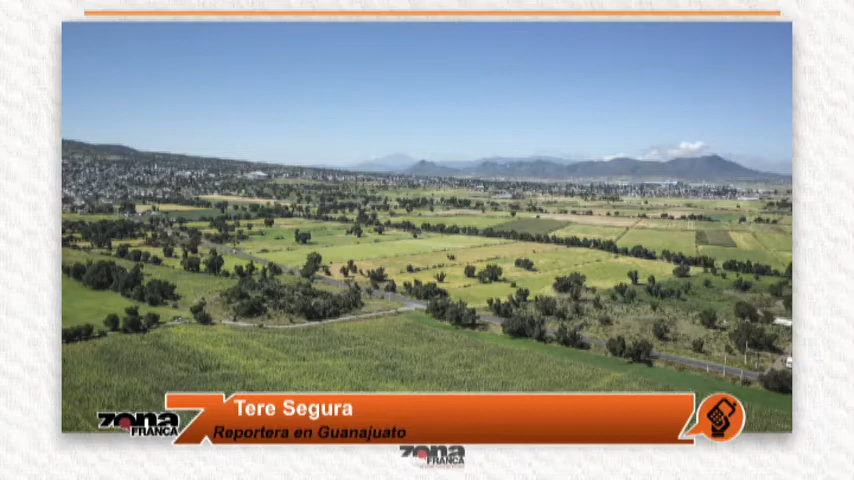 Tere Segura
Reportera en Guanajuato
zona
FRANCA
zona
FRANCA